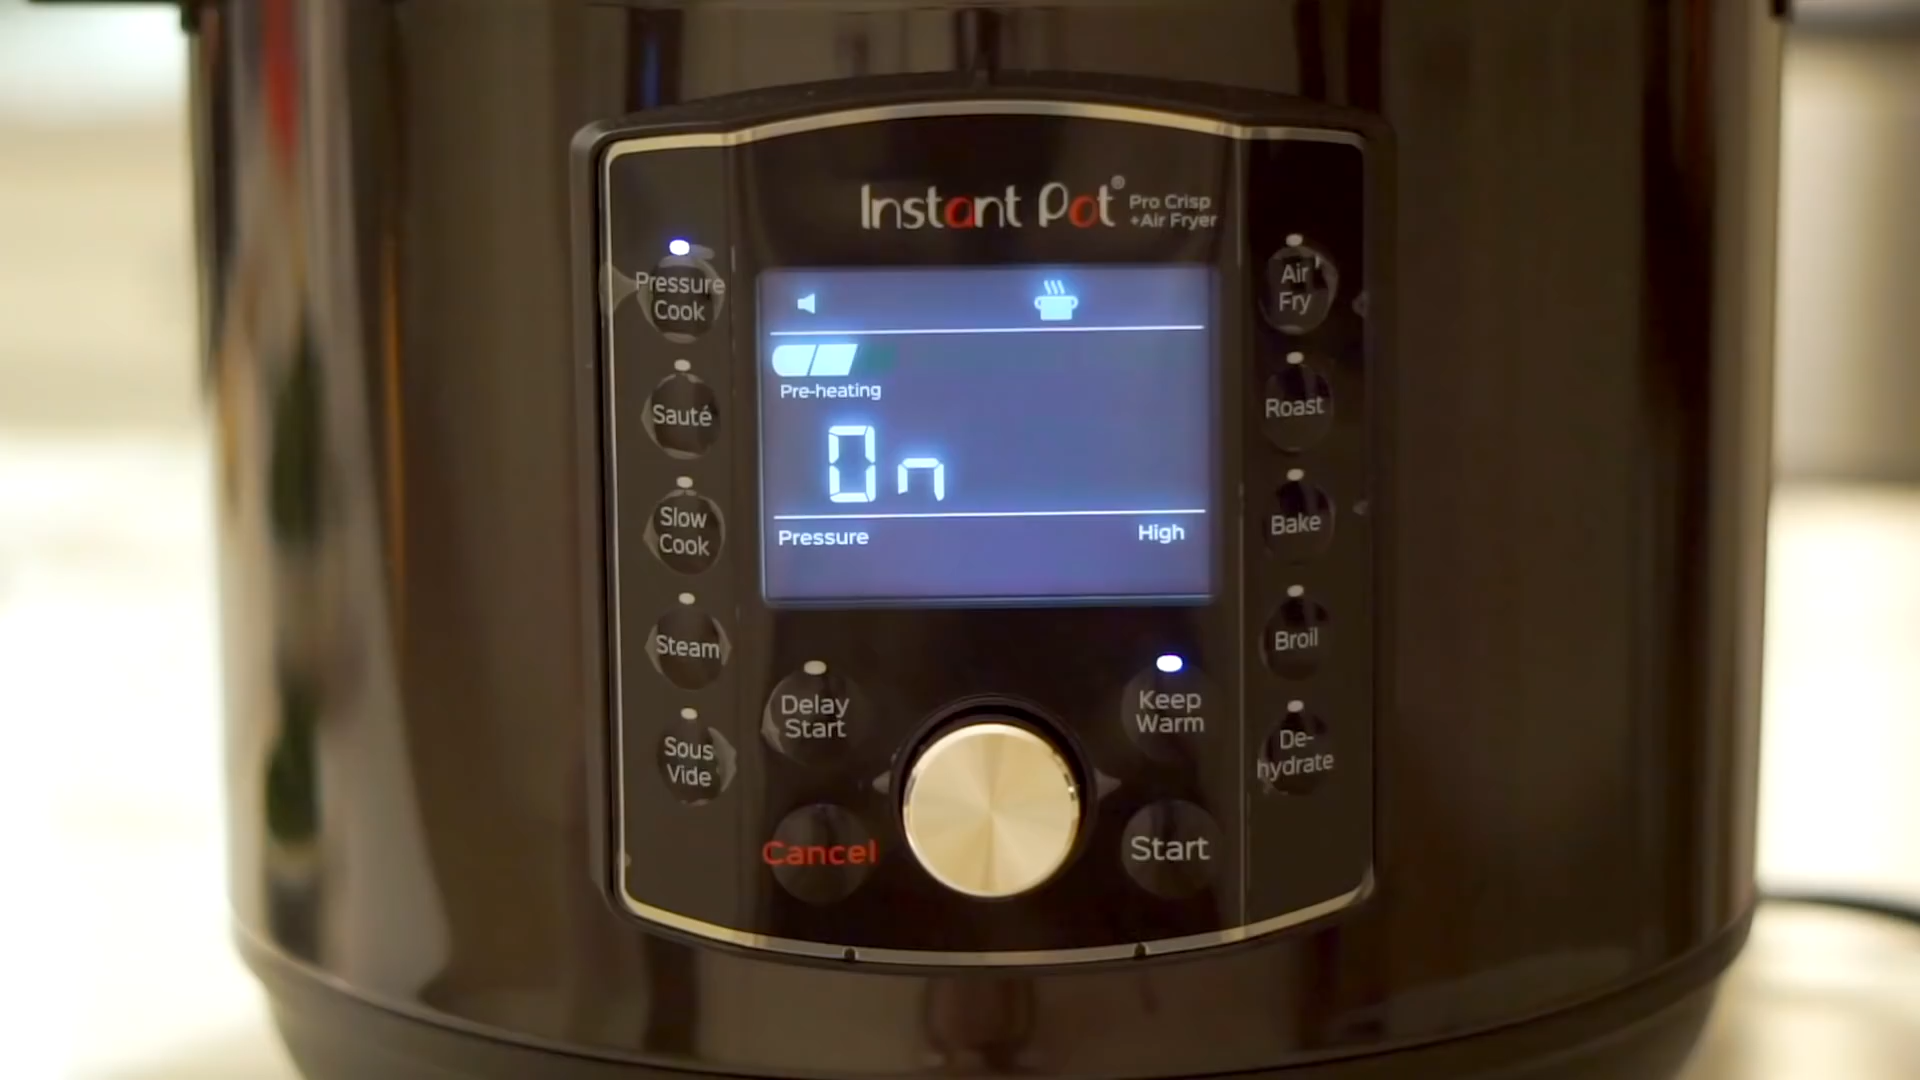 Instant Pot® Pro Crisp
+Air Fryer
Pressure
Cook
Sauté
Slow
Cook
Steam
Sous
Vide
Pre-heating
On
Pressure High
Delay
Start
Keep
Warm
Cancel
Start
Air
Fry
Roast
Bake
Broil
De-
hydrate